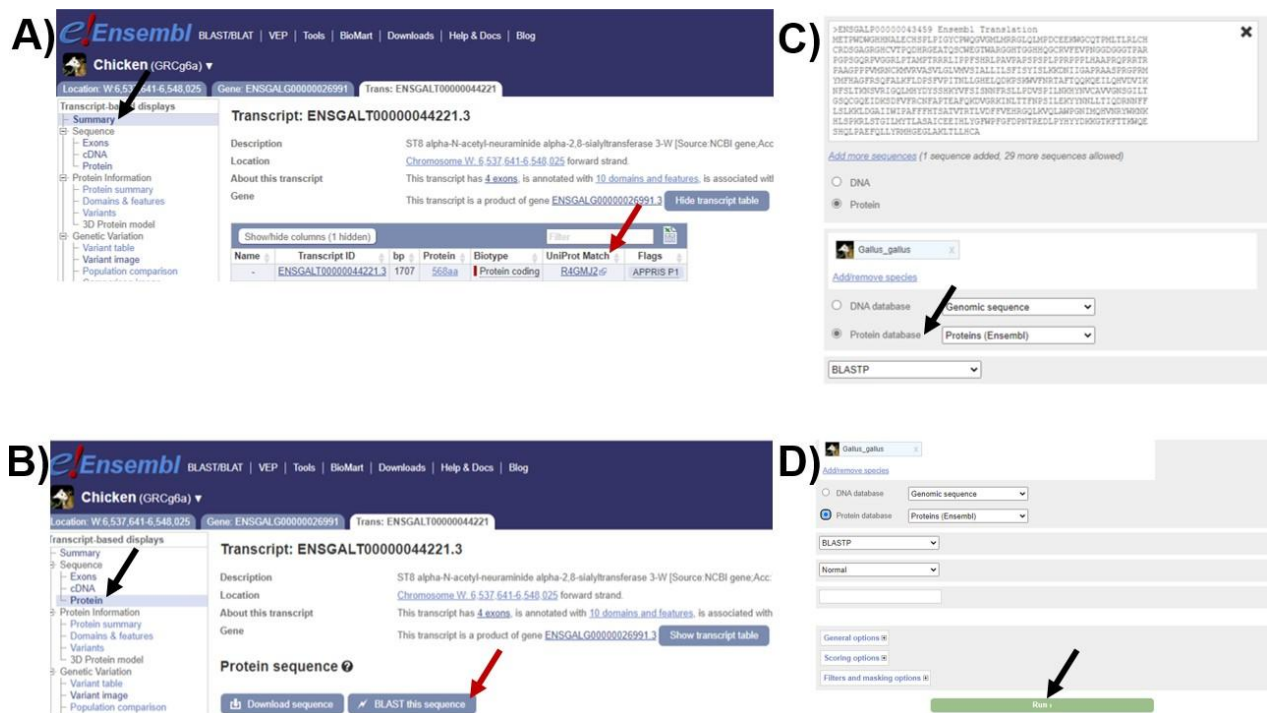 A)
e!Ensembl BLAST/BLAT | VEP | Tools | BioMart | Downloads | Help & Docs | Blog
Chicken (GRCg6a) ▼
Location: W:6,537,641-6,548,025 Gene: ENSGALG00000026991 Trans: ENSGALT00000044221
Transcript-based displays
Summary
Sequence
Exons
cDNA
Protein
Protein Information
Protein summary
Domains & features
Variants
3D Protein model
Genetic Variation
Variant table
Variant image
Population comparison
Transcript: ENSGALT00000044221.3
Description ST8 alpha-N-acetyl-neuraminide alpha-2,8-sialyltransferase 3-W [Source:NCBI gene;Acc
Location Chromosome W: 6,537,641-6,548,025 forward strand.
About this transcript This transcript has 4 exons, is annotated with 10 domains and features, is associated wit
Gene This transcript is a product of gene ENSGALG00000026991.3 Hide transcript table
Show/hide columns (1 hidden) Filter
Name Transcript ID bp Protein Biotype UniProt Match Flags
- ENSGALT00000044221.3 1707 568aa Protein coding R4GMJ2 APPRIS P1
B)
e!Ensembl BLAST/BLAT | VEP | Tools | BioMart | Downloads | Help & Docs | Blog
Chicken (GRCg6a) ▼
Location: W:6,537,641-6,548,025 Gene: ENSGALG00000026991 Trans: ENSGALT00000044221
Transcript-based displays
Summary
Sequence
Exons
cDNA
Protein
Protein Information
Protein summary
Domains & features
Variants
3D Protein model
Genetic Variation
Variant table
Variant image
Population comparison
Transcript: ENSGALT00000044221.3
Description ST8 alpha-N-acetyl-neuraminide alpha-2,8-sialyltransferase 3-W [Source:NCBI gene;Acc:
Location Chromosome W: 6,537,641-6,548,025 forward strand.
About this transcript This transcript has 4 exons, is annotated with 10 domains and features, is associated with
Gene This transcript is a product of gene ENSGALG00000026991.3 Show transcript table
Protein sequence
Download sequence BLAST this sequence
C)
>ENSGALP00000043459 Ensembl Translation
Add more sequences (1 sequence added, 29 more sequences allowed)
DNA
Protein
Gallus_gallus x
Add/remove species
DNA database Genomic sequence
Protein database Proteins (Ensembl)
BLASTP
D)
Gallus_gallus x
Add/remove species
DNA database Genomic sequence
Protein database Proteins (Ensembl)
BLASTP
Normal
General options
Scoring options
Filters and masking options
Run ›